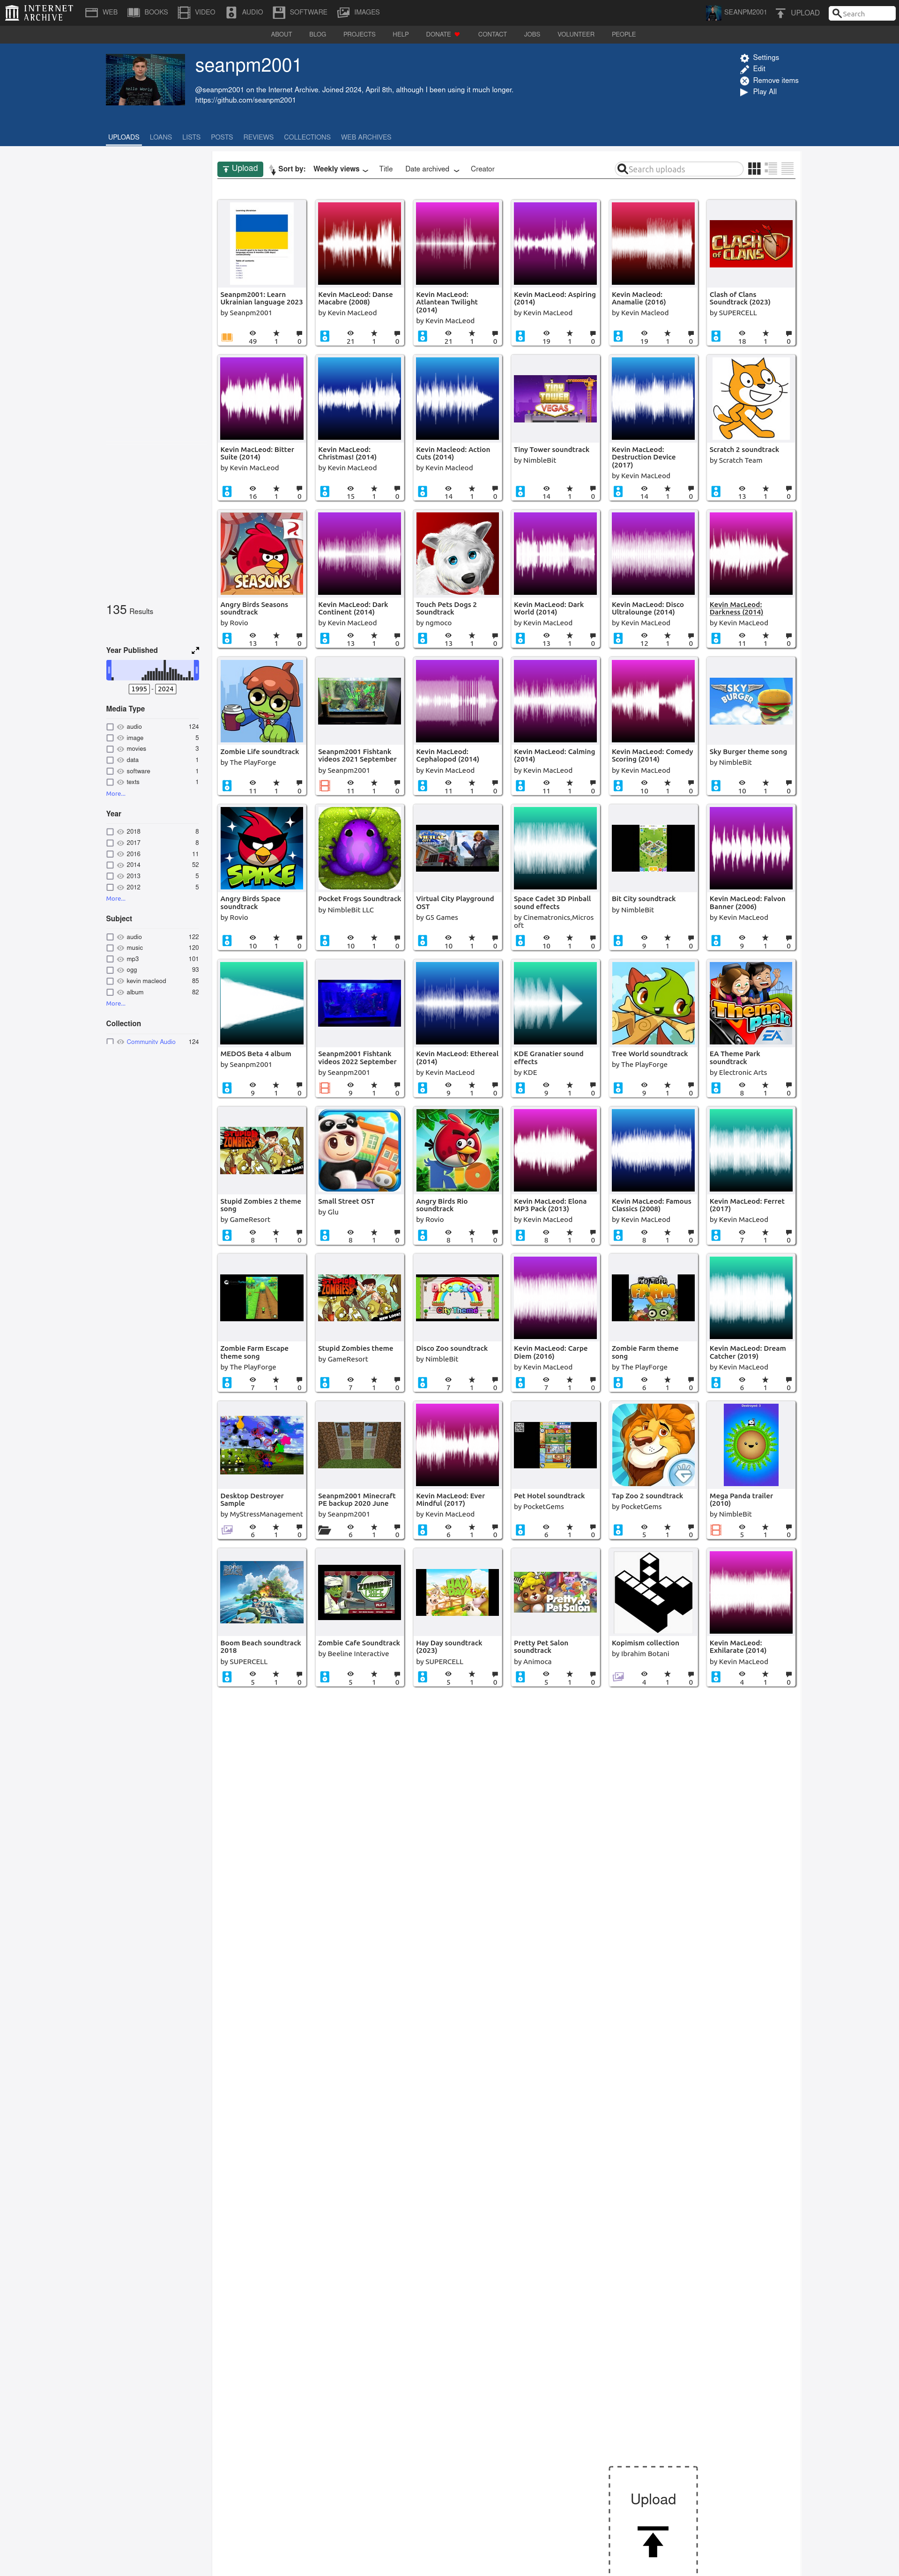 INTERNET ARCHIVE
WEB BOOKS VIDEO AUDIO SOFTWARE IMAGES SEANPM2001 UPLOAD Search
ABOUT BLOG PROJECTS HELP DONATE CONTACT JOBS VOLUNTEER PEOPLE
seanpm2001
@seanpm2001 on the Internet Archive. Joined 2024, April 8th, although I been using it much longer.
https://github.com/seanpm2001
Settings
Edit
Remove items
Play All
UPLOADS LOANS LISTS POSTS REVIEWS COLLECTIONS WEB ARCHIVES
Upload Sort by: Weekly views Title Date archived Creator Search uploads
135 Results
Year Published
1995 - 2024
Media Type
audio 124
image 5
movies 3
data 1
software 1
texts 1
More...
Year
2018 8
2017 8
2016 11
2014 52
2013 5
2012 5
More...
Subject
audio 122
music 120
mp3 101
ogg 93
kevin macleod 85
album 82
More...
Collection
Community Audio 124
Seanpm2001: Learn
Ukrainian language 2023
by Seanpm2001
49 1 0
Kevin MacLeod: Danse
Macabre (2008)
by Kevin MacLeod
21 1 0
Kevin MacLeod:
Atlantean Twilight
(2014)
by Kevin MacLeod
21 1 0
Kevin MacLeod: Aspiring
(2014)
by Kevin MacLeod
19 1 0
Kevin Macleod:
Anamalie (2016)
by Kevin Macleod
19 1 0
CLASH OF CLANS
Clash of Clans
Soundtrack (2023)
by SUPERCELL
18 1 0
Kevin MacLeod: Bitter
Suite (2014)
by Kevin MacLeod
16 1 0
Kevin MacLeod:
Christmas! (2014)
by Kevin MacLeod
15 1 0
Kevin Macleod: Action
Cuts (2014)
by Kevin Macleod
14 1 0
TINY TOWER VEGAS
Tiny Tower soundtrack
by NimbleBit
14 1 0
Kevin MacLeod:
Destruction Device
(2017)
by Kevin MacLeod
14 1 0
Scratch 2 soundtrack
by Scratch Team
13 1 0
SEASONS
Angry Birds Seasons
soundtrack
by Rovio
13 1 0
Kevin MacLeod: Dark
Continent (2014)
by Kevin MacLeod
13 1 0
Touch Pets Dogs 2
Soundtrack
by ngmoco
13 1 0
Kevin MacLeod: Dark
World (2014)
by Kevin MacLeod
13 1 0
Kevin MacLeod: Disco
Ultralounge (2014)
by Kevin MacLeod
12 1 0
Kevin MacLeod:
Darkness (2014)
by Kevin MacLeod
11 1 0
Zombie Life soundtrack
by The PlayForge
11 1 0
Seanpm2001 Fishtank
videos 2021 September
by Seanpm2001
11 1 0
Kevin MacLeod:
Cephalopod (2014)
by Kevin MacLeod
11 1 0
Kevin MacLeod: Calming
(2014)
by Kevin MacLeod
11 1 0
Kevin MacLeod: Comedy
Scoring (2014)
by Kevin MacLeod
10 1 0
SKY BURGER
Sky Burger theme song
by NimbleBit
10 1 0
SPACE
Angry Birds Space
soundtrack
by Rovio
10 1 0
Pocket Frogs Soundtrack
by NimbleBit LLC
10 1 0
Virtual City Playground
OST
by G5 Games
10 1 0
Space Cadet 3D Pinball
sound effects
by Cinematronics,Micros
oft
10 1 0
Bit City soundtrack
by NimbleBit
9 1 0
Kevin MacLeod: Falvon
Banner (2006)
by Kevin MacLeod
9 1 0
MEDOS Beta 4 album
by Seanpm2001
9 1 0
Seanpm2001 Fishtank
videos 2022 September
by Seanpm2001
9 1 0
Kevin MacLeod: Ethereal
(2014)
by Kevin MacLeod
9 1 0
KDE Granatier sound
effects
by KDE
9 1 0
Tree World soundtrack
by The PlayForge
9 1 0
Theme Park
EA
EA Theme Park
soundtrack
by Electronic Arts
8 1 0
STUPID ZOMBIES
Stupid Zombies 2 theme
song
by GameResort
8 1 0
Small Street OST
by Glu
8 1 0
RIO
Angry Birds Rio
soundtrack
by Rovio
8 1 0
Kevin MacLeod: Elona
MP3 Pack (2013)
by Kevin MacLeod
8 1 0
Kevin MacLeod: Famous
Classics (2008)
by Kevin MacLeod
8 1 0
Kevin MacLeod: Ferret
(2017)
by Kevin MacLeod
7 1 0
Zombie Farm Escape
theme song
by The PlayForge
7 1 0
STUPID ZOMBIES
Stupid Zombies theme
by GameResort
7 1 0
City Theme
Disco Zoo soundtrack
by NimbleBit
7 1 0
Kevin MacLeod: Carpe
Diem (2016)
by Kevin MacLeod
7 1 0
Zombie FARM
Zombie Farm theme
song
by The PlayForge
6 1 0
Kevin MacLeod: Dream
Catcher (2019)
by Kevin MacLeod
6 1 0
Desktop Destroyer
Sample
by MyStressManagement
6 1 0
Seanpm2001 Minecraft
PE backup 2020 June
by Seanpm2001
6 1 0
Kevin MacLeod: Ever
Mindful (2017)
by Kevin MacLeod
6 1 0
Pet Hotel soundtrack
by PocketGems
6 1 0
Tap Zoo 2 soundtrack
by PocketGems
5 1 0
Mega Panda trailer
(2010)
by NimbleBit
5 1 0
Boom Beach soundtrack
2018
by SUPERCELL
5 1 0
ZOMBIE CAFE
Zombie Cafe Soundtrack
by Beeline Interactive
5 1 0
HAY DAY
Hay Day soundtrack
(2023)
by SUPERCELL
5 1 0
Pretty Pet Salon
Pretty Pet Salon
soundtrack
by Animoca
5 1 0
Kopimism collection
by Ibrahim Botani
4 1 0
Kevin MacLeod:
Exhilarate (2014)
by Kevin MacLeod
4 1 0
Upload